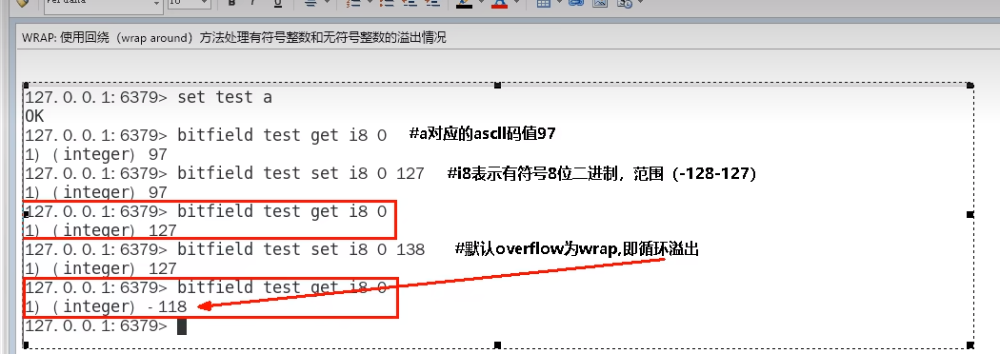 WRAP: 使用回绕（wrap around）方法处理有符号整数和无符号整数的溢出情况
127.0.0.1:6379> set test a
OK
127.0.0.1:6379> bitfield test get i8 0 #a对应的ascll码值97
1) (integer) 97
127.0.0.1:6379> bitfield test set i8 0 127 #i8表示有符号8位二进制，范围（-128-127）
1) (integer) 97
127.0.0.1:6379> bitfield test get i8 0
1) (integer) 127
127.0.0.1:6379> bitfield test set i8 0 138 #默认overflow为wrap,即循环溢出
1) (integer) 127
127.0.0.1:6379> bitfield test get i8 0
1) (integer) -118
127.0.0.1:6379>